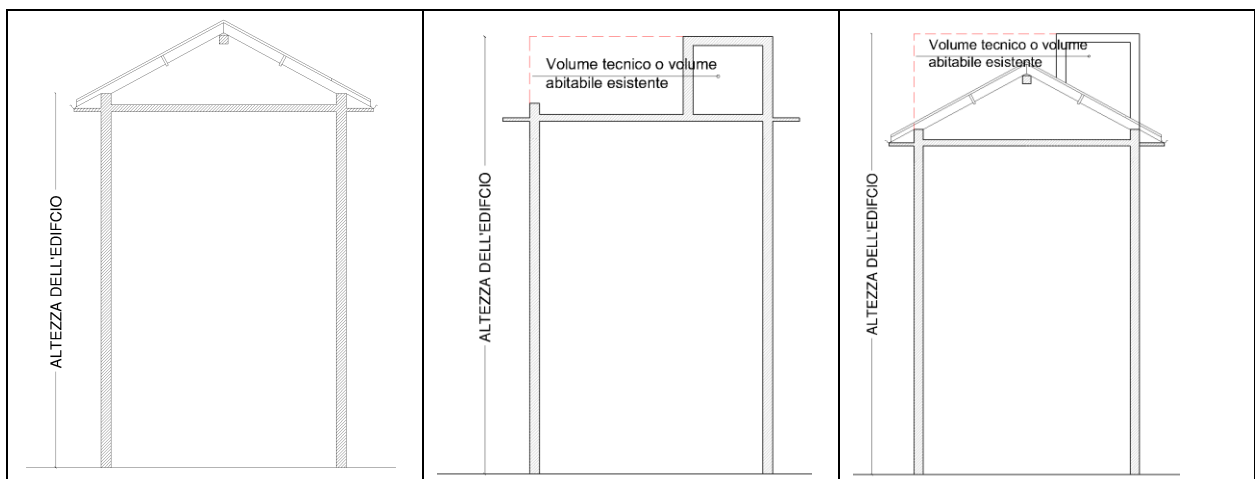 ALTEZZA DELL'EDIFCIO
Volume tecnico o volume
abitabile esistente
ALTEZZA DELL'EDIFCIO
Volume tecnico o volume
abitabile esistente
ALTEZZA DELL'EDIFCIO